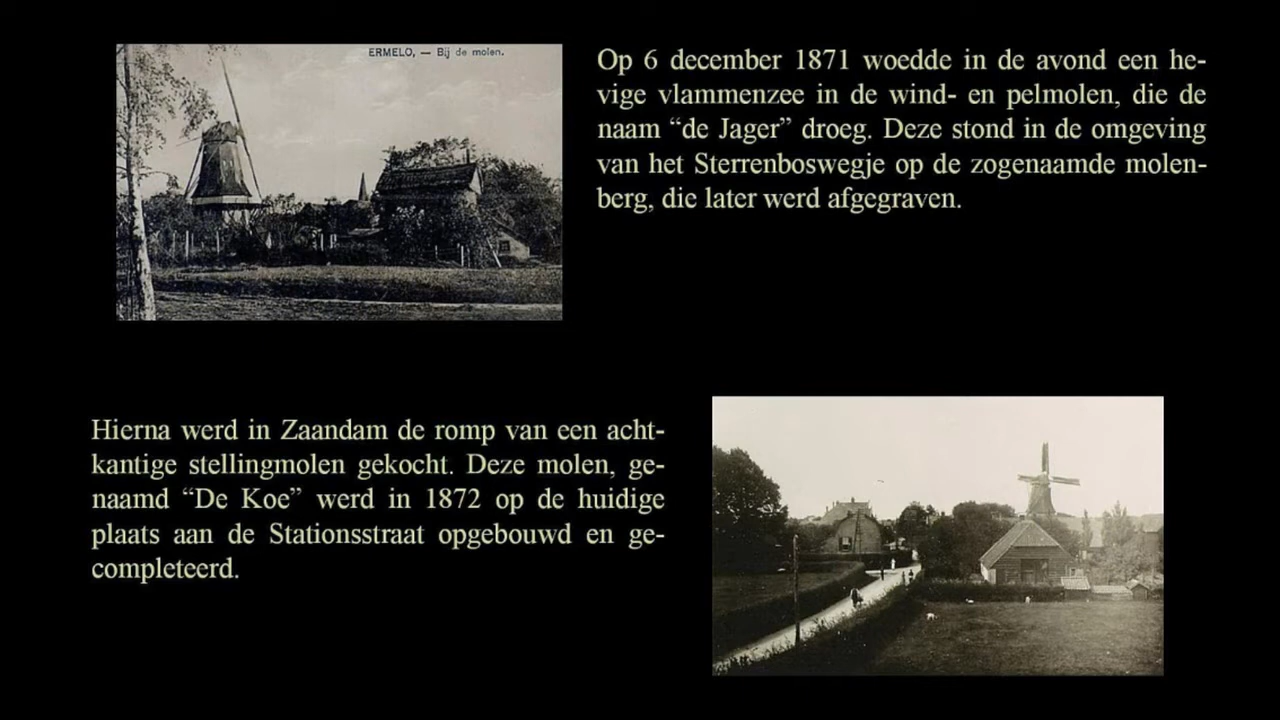 ERMELO, — Bij de molen.
Op 6 december 1871 woedde in de avond een he-
vige vlammenzee in de wind- en pelmolen, die de
naam “de Jager” droeg. Deze stond in de omgeving
van het Sterrenboswegje op de zogenaamde molen-
berg, die later werd afgegraven.
Hierna werd in Zaandam de romp van een acht-
kantige stellingmolen gekocht. Deze molen, ge-
naamd “De Koe” werd in 1872 op de huidige
plaats aan de Stationsstraat opgebouwd en ge-
completeerd.